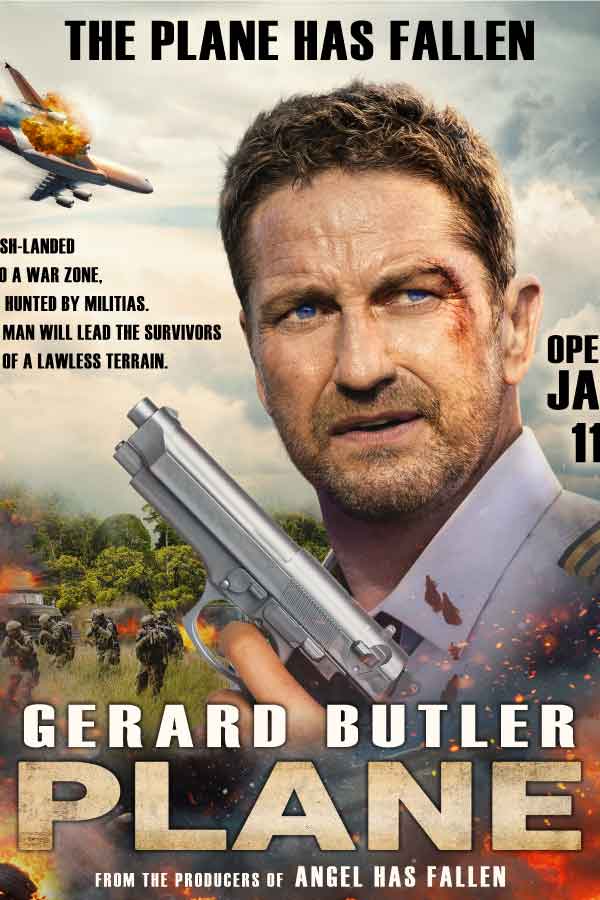 THE PLANE HAS FALLEN
SH-LANDED
O A WAR ZONE,
HUNTED BY MILITIAS.
MAN WILL LEAD THE SURVIVORS
OF A LAWLESS TERRAIN.
OPE
JA
11
GERARD BUTLER
PLANE
FROM THE PRODUCERS OF ANGEL HAS FALLEN